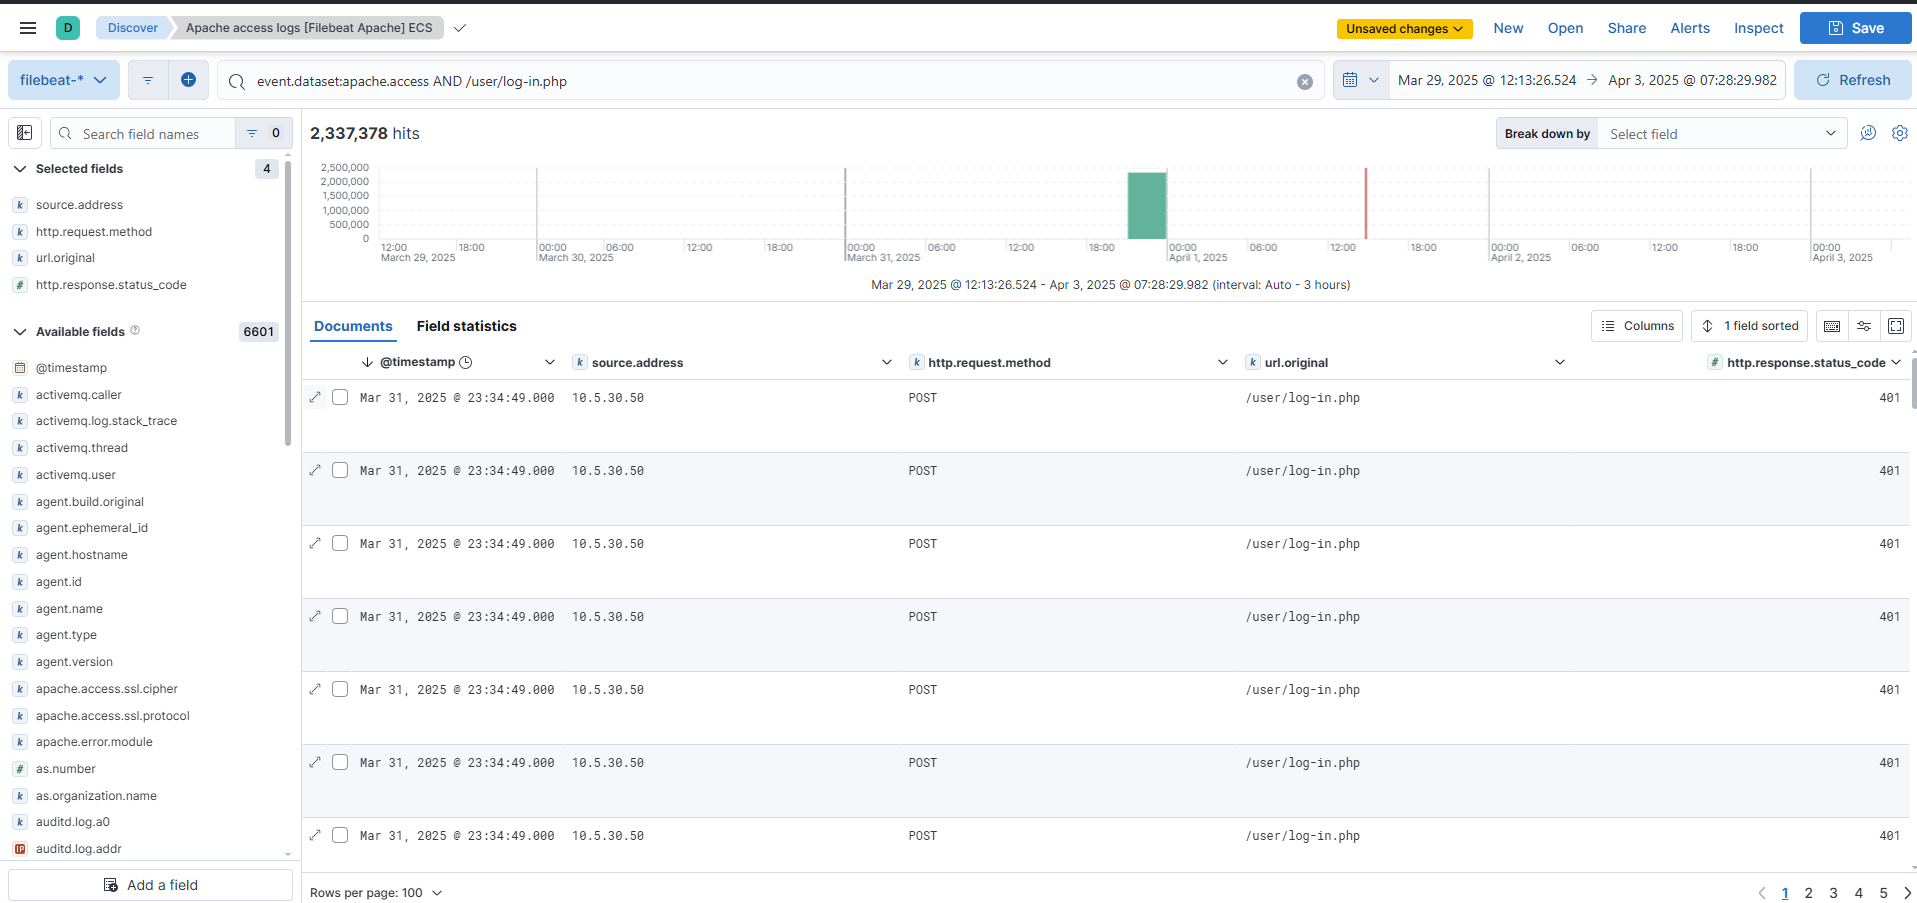 D Discover Apache access logs [Filebeat Apache] ECS Unsaved changes New Open Share Alerts Inspect Save
filebeat-* event.dataset:apache.access AND /user/log-in.php Mar 29, 2025 @ 12:13:26.524 → Apr 3, 2025 @ 07:28:29.982 Refresh
Search field names 0
Selected fields 4
k source.address
k http.request.method
k url.original
# http.response.status_code
Available fields 6601
@timestamp
k activemq.caller
k activemq.log.stack_trace
k activemq.thread
k activemq.user
k agent.build.original
k agent.ephemeral_id
k agent.hostname
k agent.id
k agent.name
k agent.type
k agent.version
k apache.access.ssl.cipher
k apache.access.ssl.protocol
k apache.error.module
# as.number
k as.organization.name
k auditd.log.a0
IP auditd.log.addr
Add a field
2,337,378 hits
Break down by Select field
2,500,000
2,000,000
1,500,000
1,000,000
500,000
0
12:00 18:00 00:00 06:00 12:00 18:00 00:00 06:00 12:00 18:00 00:00 06:00 12:00 18:00 00:00 06:00 12:00 18:00 00:00
March 29, 2025 March 30, 2025 March 31, 2025 April 1, 2025 April 2, 2025 April 3, 2025
Mar 29, 2025 @ 12:13:26.524 - Apr 3, 2025 @ 07:28:29.982 (interval: Auto - 3 hours)
Documents Field statistics Columns 1 field sorted
@timestamp k source.address k http.request.method k url.original # http.response.status_code
Mar 31, 2025 @ 23:34:49.000 10.5.30.50 POST /user/log-in.php 401
Mar 31, 2025 @ 23:34:49.000 10.5.30.50 POST /user/log-in.php 401
Mar 31, 2025 @ 23:34:49.000 10.5.30.50 POST /user/log-in.php 401
Mar 31, 2025 @ 23:34:49.000 10.5.30.50 POST /user/log-in.php 401
Mar 31, 2025 @ 23:34:49.000 10.5.30.50 POST /user/log-in.php 401
Mar 31, 2025 @ 23:34:49.000 10.5.30.50 POST /user/log-in.php 401
Mar 31, 2025 @ 23:34:49.000 10.5.30.50 POST /user/log-in.php 401
Rows per page: 100 1 2 3 4 5